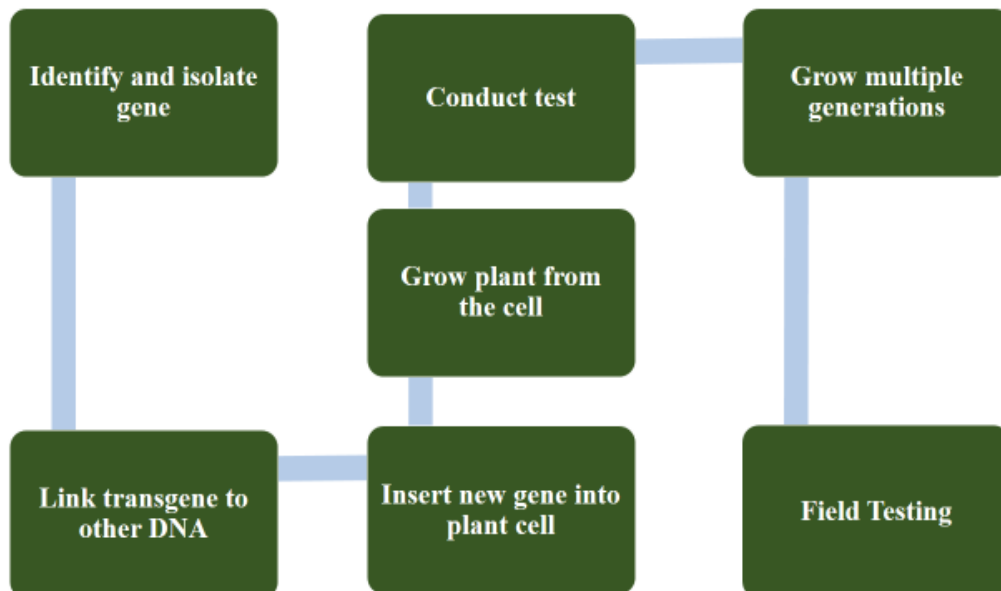 Identify and isolate
gene
Link transgene to
other DNA
Insert new gene into
plant cell
Grow plant from
the cell
Conduct test
Grow multiple
generations
Field Testing